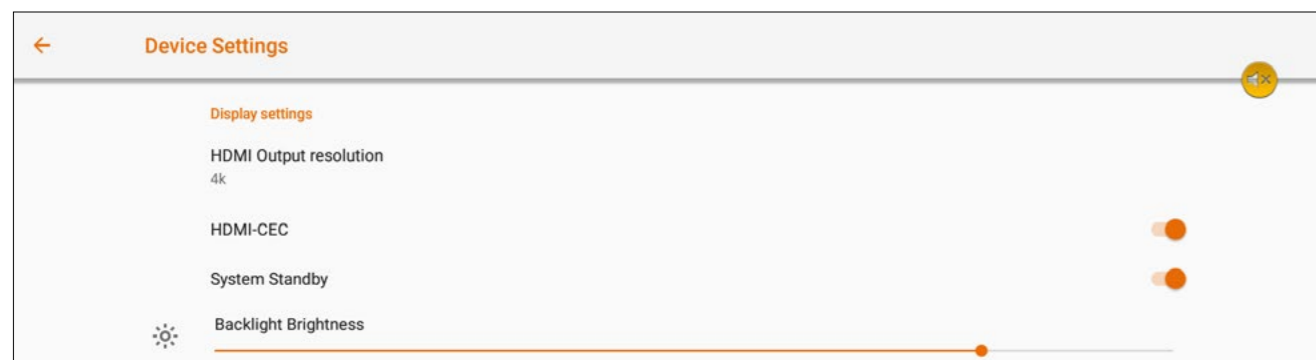 Device Settings
Display settings
HDMI Output resolution
4k
HDMI-CEC
System Standby
Backlight Brightness